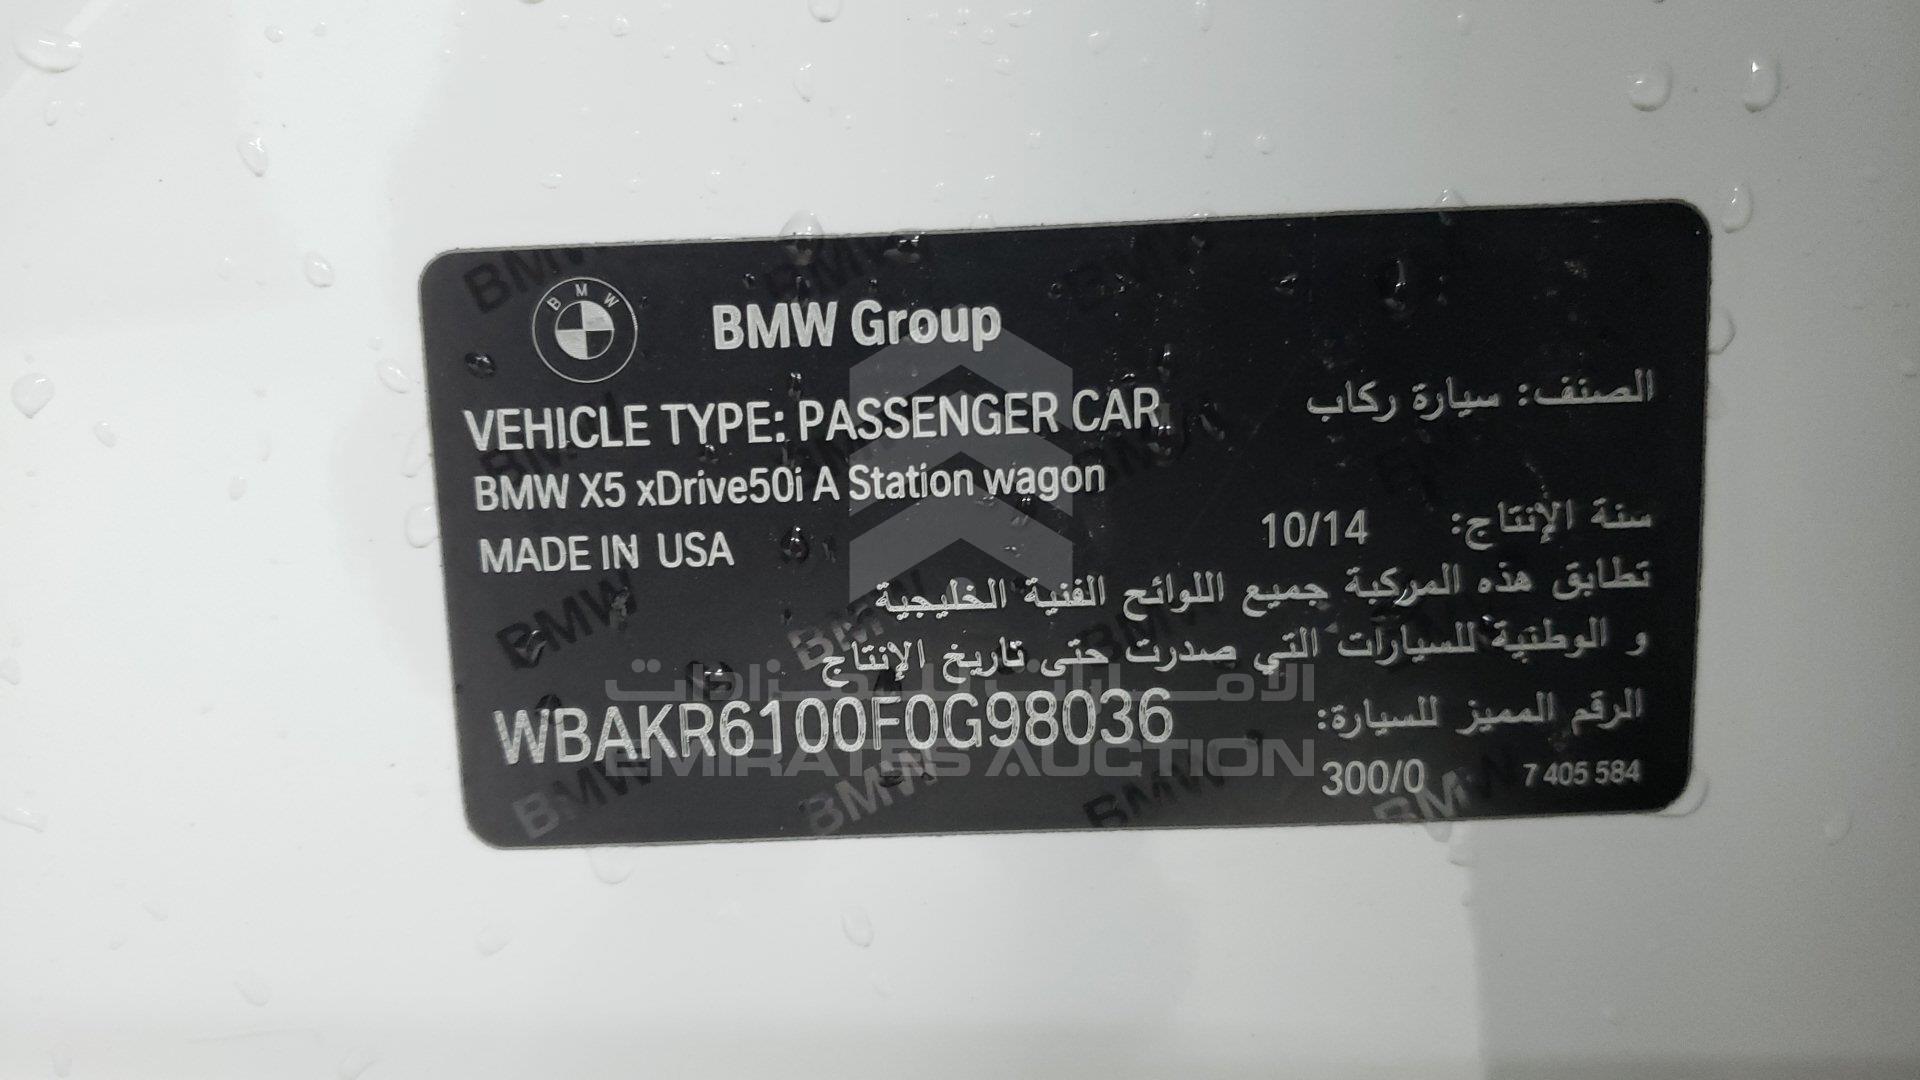 BMW
BMW Group
VEHICLE TYPE: PASSENGER CAR
الصنف: سيارة ركاب
BMW X5 xDrive50i A Station wagon
سنة الإنتاج: 10/14
MADE IN USA
تطابق هذه المركبة جميع اللوائح الفنية الخليجية
و الوطنية للسيارات التي صدرت حتى تاريخ الإنتاج
الامارات للمزادات
الرقم المميز للسيارة:
WBAKR6100F0G98036
EMIRATES AUCTION
300/0
7 405 584